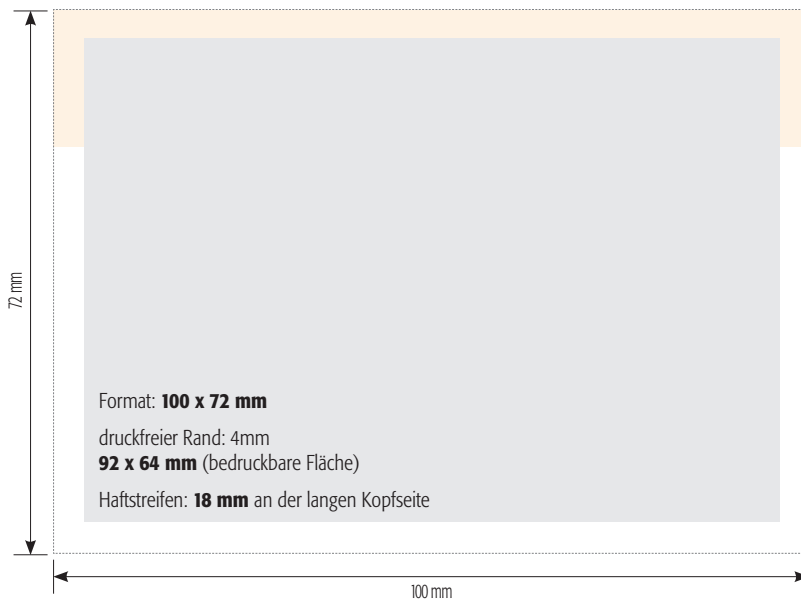 72 mm
Format: 100 x 72 mm
druckfreier Rand: 4mm
92 x 64 mm (bedruckbare Fläche)
Haftstreifen: 18 mm an der langen Kopfseite
100 mm